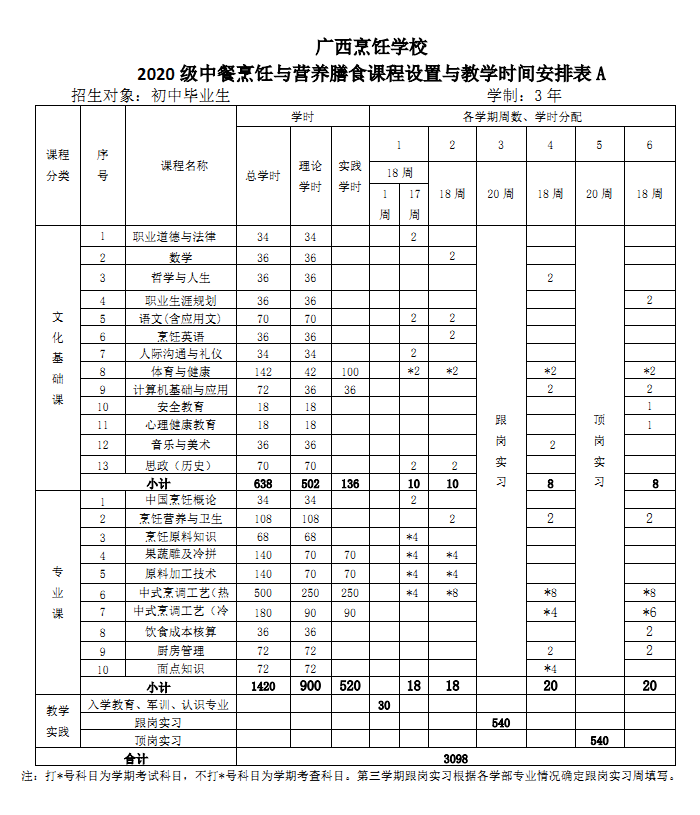 广西烹饪学校
2020级中餐烹饪与营养膳食课程设置与教学时间安排表A
招生对象：初中毕业生 学制：3年
课程分类 序号 课程名称 学时 各学期周数、学时分配
总学时 理论学时 实践学时 1 2 3 4 5 6
18周 18周 20周 18周 20周 18周
1周 17周
文化基础课
1 职业道德与法律 34 34 2
2 数学 36 36 2
3 哲学与人生 36 36 2
4 职业生涯规划 36 36 2
5 语文(含应用文) 70 70 2 2
6 烹饪英语 36 36 2
7 人际沟通与礼仪 34 34 2
8 体育与健康 142 42 100 *2 *2 *2 *2
9 计算机基础与应用 72 36 36 2 2
10 安全教育 18 18 1
11 心理健康教育 18 18 1
12 音乐与美术 36 36 2
13 思政（历史） 70 70 2 2
小计 638 502 136 10 10 8 8
跟岗实习
顶岗实习
专业课
1 中国烹饪概论 34 34 2
2 烹饪营养与卫生 108 108 2 2 2
3 烹饪原料知识 68 68 *4
4 果蔬雕及冷拼 140 70 70 *4 *4
5 原料加工技术 140 70 70 *4 *4
6 中式烹调工艺（热 500 250 250 *4 *8 *8 *8
7 中式烹调工艺（冷 180 90 90 *4 *6
8 饮食成本核算 36 36 2
9 厨房管理 72 72 2 2
10 面点知识 72 72 *4
小计 1420 900 520 18 18 20 20
教学实践
入学教育、军训、认识专业 30
跟岗实习 540
顶岗实习 540
合计 3098
注：打*号科目为学期考试科目，不打*号科目为学期考查科目。第三学期跟岗实习根据各学部专业情况确定跟岗实习周填写。